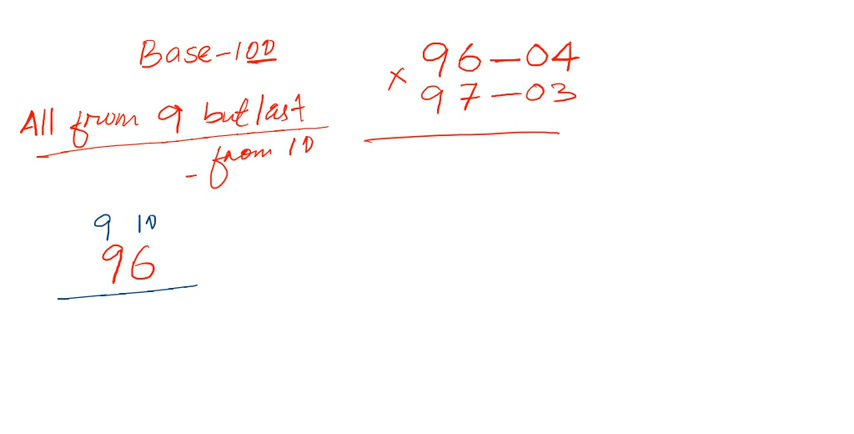 Base-100
All from 9 but last
- from 10
× 96-04
97-03
9 10
96